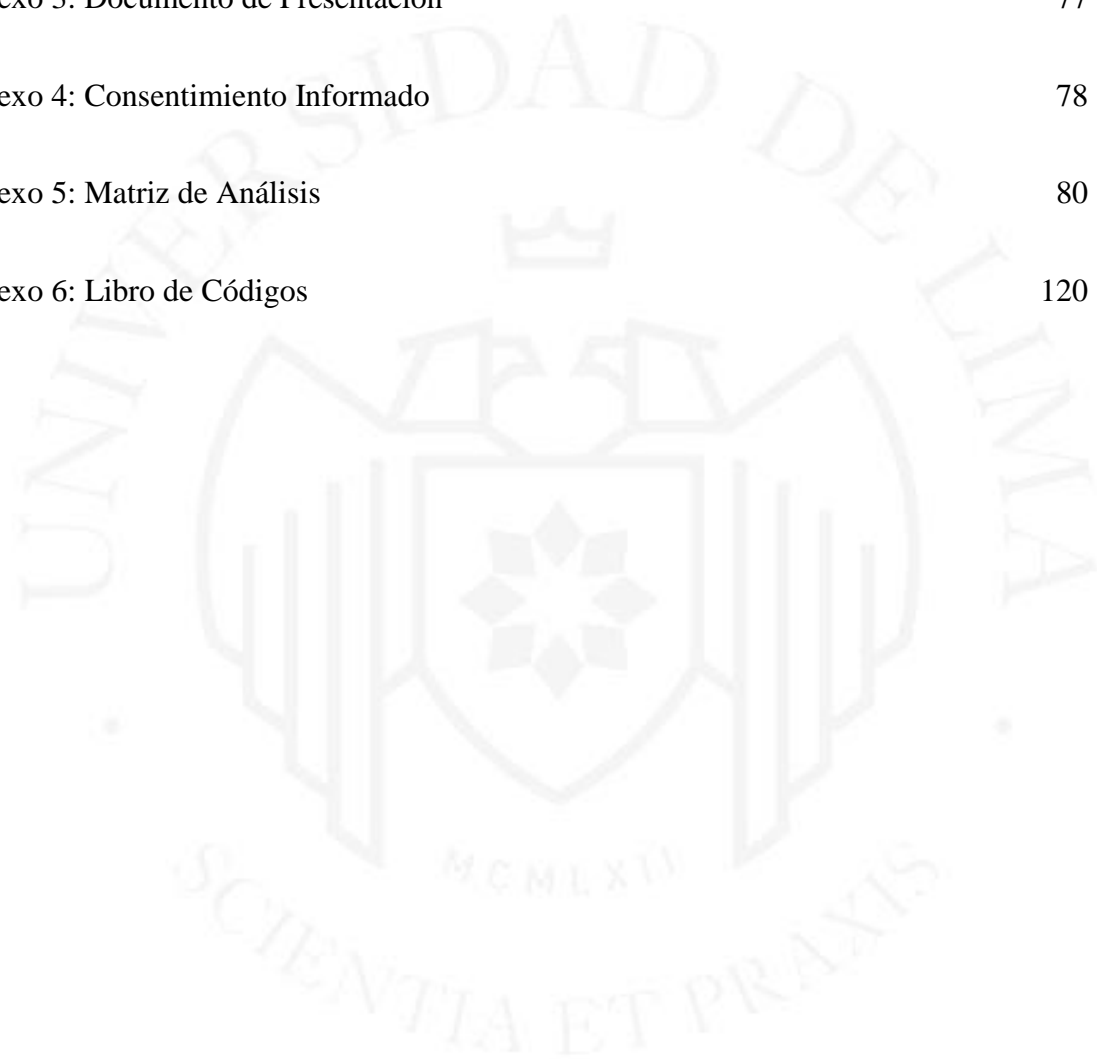 exo 3: Documento de Presentación 77
exo 4: Consentimiento Informado 78
exo 5: Matriz de Análisis 80
exo 6: Libro de Códigos 120
UNIVERSIDAD DE LIMA
MCMLXII
SCIENTIA ET PRAXIS